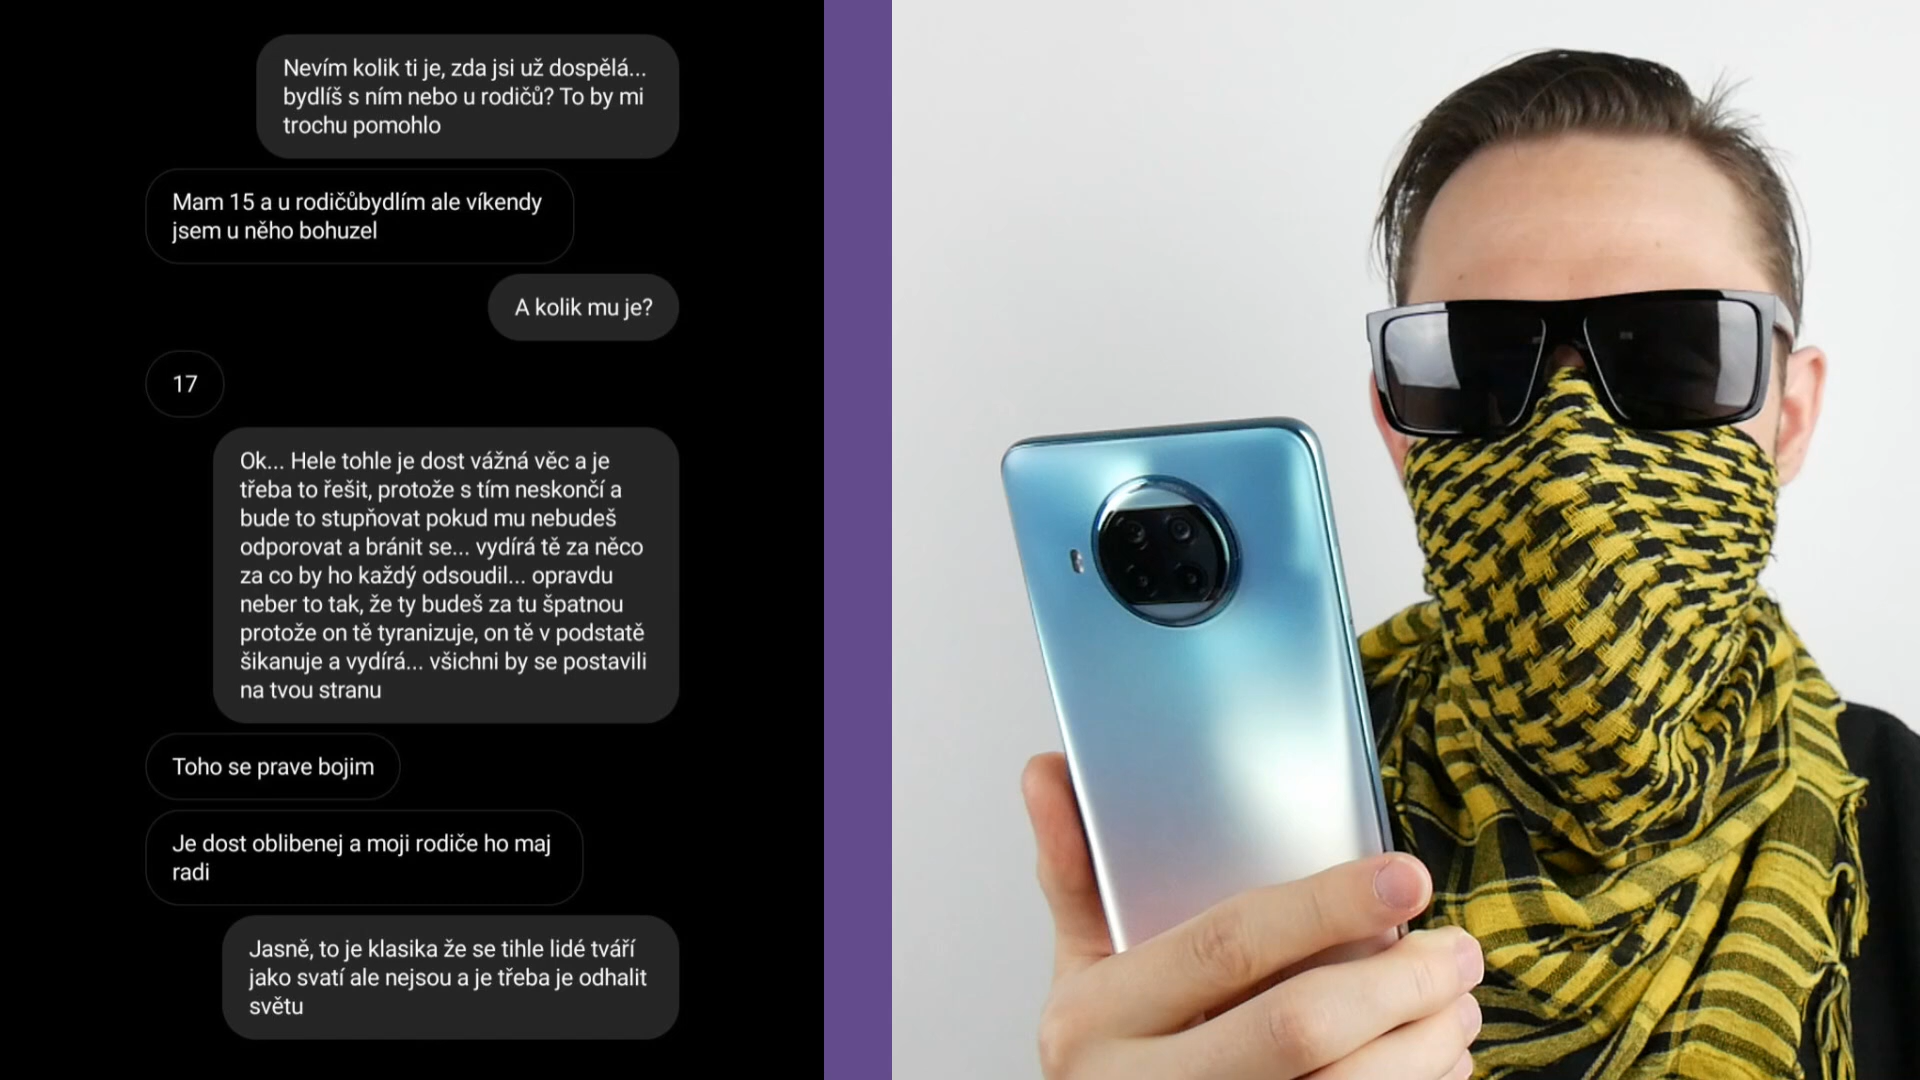 Nevím kolik ti je, zda jsi už dospělá...
bydlíš s ním nebo u rodičů? To by mi
trochu pomohlo
Mam 15 a u rodičůbydlím ale víkendy
jsem u něho bohuzel
A kolik mu je?
17
Ok... Hele tohle je dost vážná věc a je
třeba to řešit, protože s tím neskončí a
bude to stupňovat pokud mu nebudeš
odporovat a bránit se... vydírá tě za něco
za co by ho každý odsoudil... opravdu
neber to tak, že ty budeš za tu špatnou
protože on tě tyranizuje, on tě v podstatě
šikanuje a vydírá... všichni by se postavili
na tvou stranu
Toho se prave bojim
Je dost oblibenej a moji rodiče ho maj
radi
Jasně, to je klasika že se tihle lidé tváří
jako svatí ale nejsou a je třeba je odhalit
světu